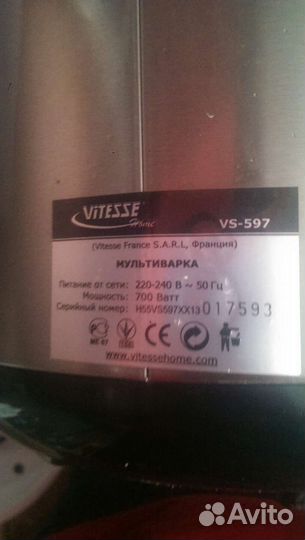 ViTESSE
Home
VS-597
(Vitesse France S.A.R.L, Франция)
МУЛЬТИВАРКА
Питание от сети: 220-240 В ~ 50 Гц
Мощность: 700 Ватт
Серийный номер: H55VS597XX13 017593
www.vitessehome.com
Avito